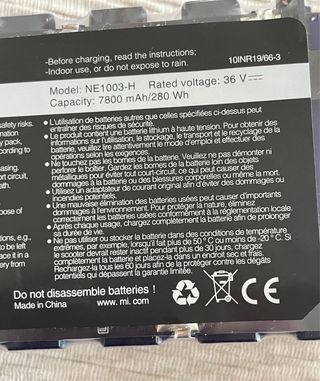 -Before charging, read the instructions;
-Indoor use, or do not expose to rain.
10INR19/66-3
Model: NE1003-H Rated voltage: 36 V
Capacity: 7800 mAh/280 Wh
● L'utilisation de batteries autres que celles spécifiées ci-dessus peut
entraîner des risques de sécurité.
● Le produit contient une batterie lithium à haute tension. Pour obtenir des
informations sur l'utilisation, le stockage, le transport et le recyclage de la
batterie, veuillez lire attentivement le mode d'emploi ci-dessus.
● Ne touchez pas les bornes de la batterie. Veuillez ne pas démonter ni
perforer le boîtier. Gardez les bornes de la batterie loin des objets
métalliques pour éviter tout court-circuit, ce qui peut causer des
dommages à la batterie ou des blessures corporelles ou même la mort.
● Utilisez un adaptateur de courant original afin d'éviter des dommages ou
incendies potentiels.
● Une mauvaise élimination des batteries usées peut causer d'importants
dommages à l'environnement. Pour protéger la nature, éliminez
correctement les batteries usées conformément à la réglementation locale.
● Après chaque usage, chargez complètement la batterie afin de prolonger
sa durée de vie.
● Ne pas utiliser ou stocker la batterie dans des conditions de température
extrêmes, par exemple, lorsqu'il fait plus de 50 °C ou moins de -20 °C. Si
le scooter devrait rester inactif pendant plus de 30 jours, chargez
complètement la batterie et placez-la dans un endroit sec et frais.
Rechargez-la tous les 60 jours afin de la protéger des dommages
potentiels qui dépassent la garantie limitée.
Do not disassemble batteries !
Made in China www. mi. com
CE